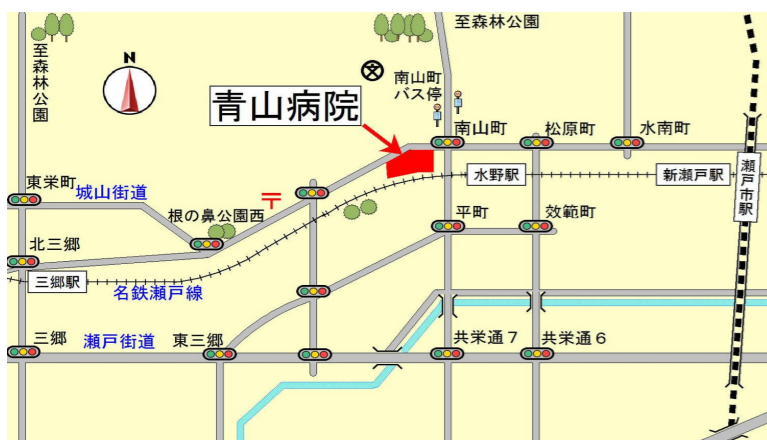 至森林公園
至森林公園
N
南山町
バス停
青山病院
南山町
松原町
水南町
東栄町
城山街道
水野駅
新瀬戸駅
瀬戸市駅
根の鼻公園西
平町
効範町
北三郷
三郷駅
名鉄瀬戸線
三郷
瀬戸街道
東三郷
共栄通7
共栄通6